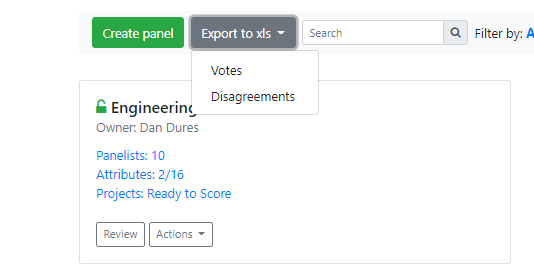 Create panel
Export to xls
Search
Filter by:
Votes
Disagreements
Engineering
Owner: Dan Dures
Panelists: 10
Attributes: 2/16
Projects: Ready to Score
Review
Actions